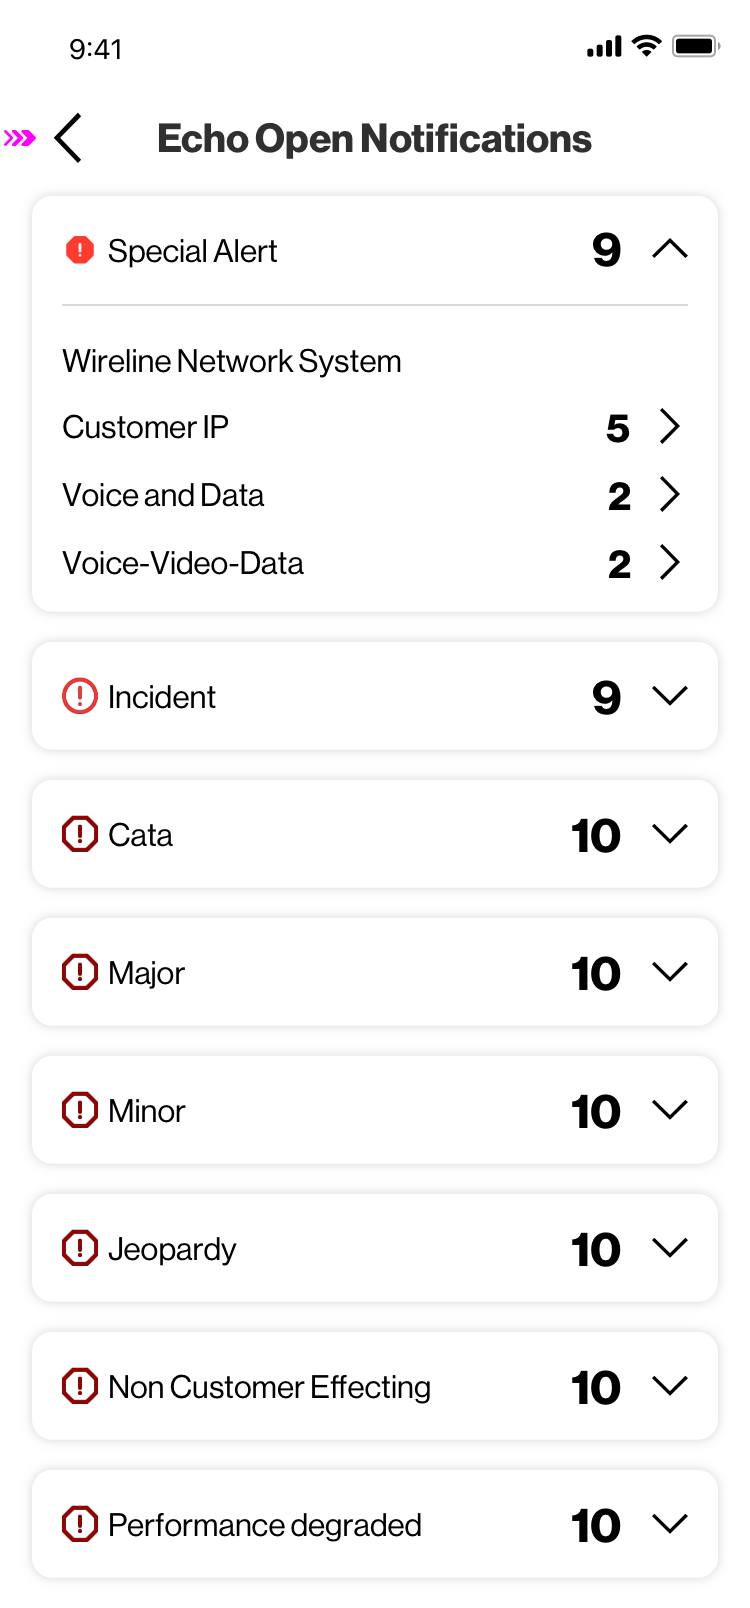 9:41
Echo Open Notifications
Special Alert 9
Wireline Network System
Customer IP 5
Voice and Data 2
Voice-Video-Data 2
Incident 9
Cata 10
Major 10
Minor 10
Jeopardy 10
Non Customer Effecting 10
Performance degraded 10